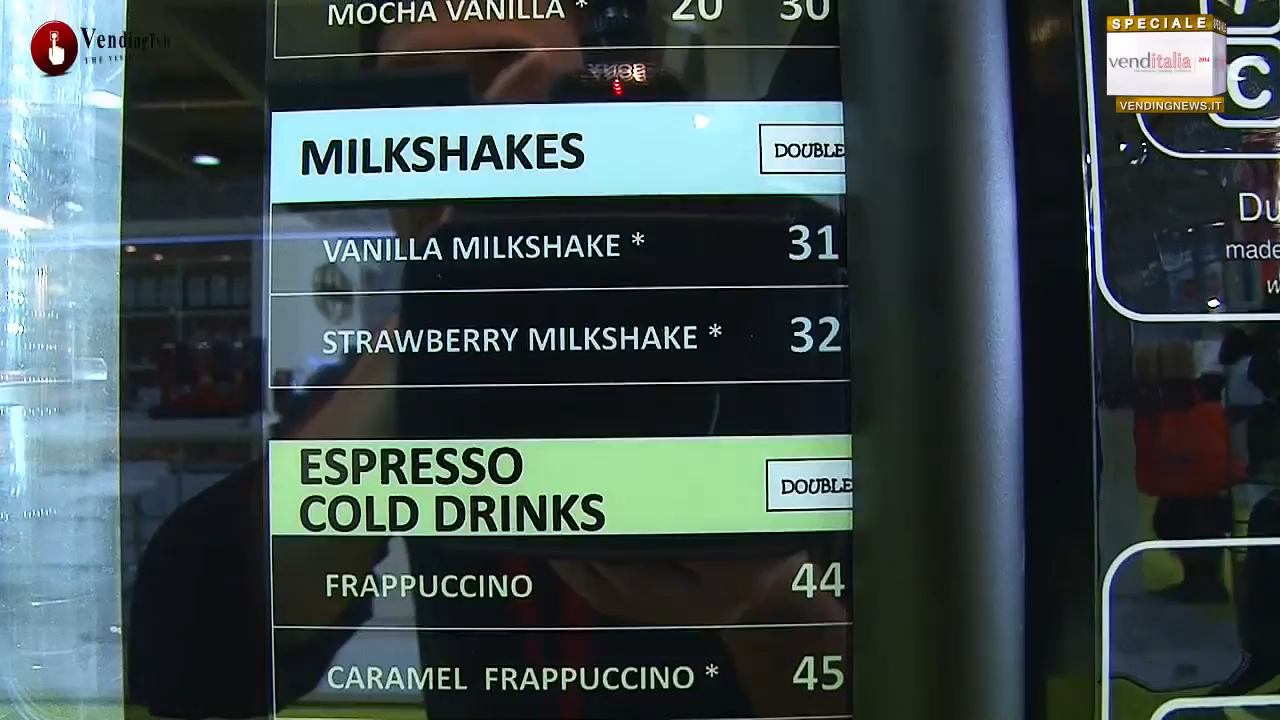 MOCHA VANILLA * 20 30
MILKSHAKES DOUBLE
VANILLA MILKSHAKE * 31
STRAWBERRY MILKSHAKE * 32
ESPRESSO
COLD DRINKS DOUBLE
FRAPPUCCINO 44
CARAMEL FRAPPUCCINO * 45
SPECIALE
venditalia
VENDINGNEWS.IT
C
Du
made
w